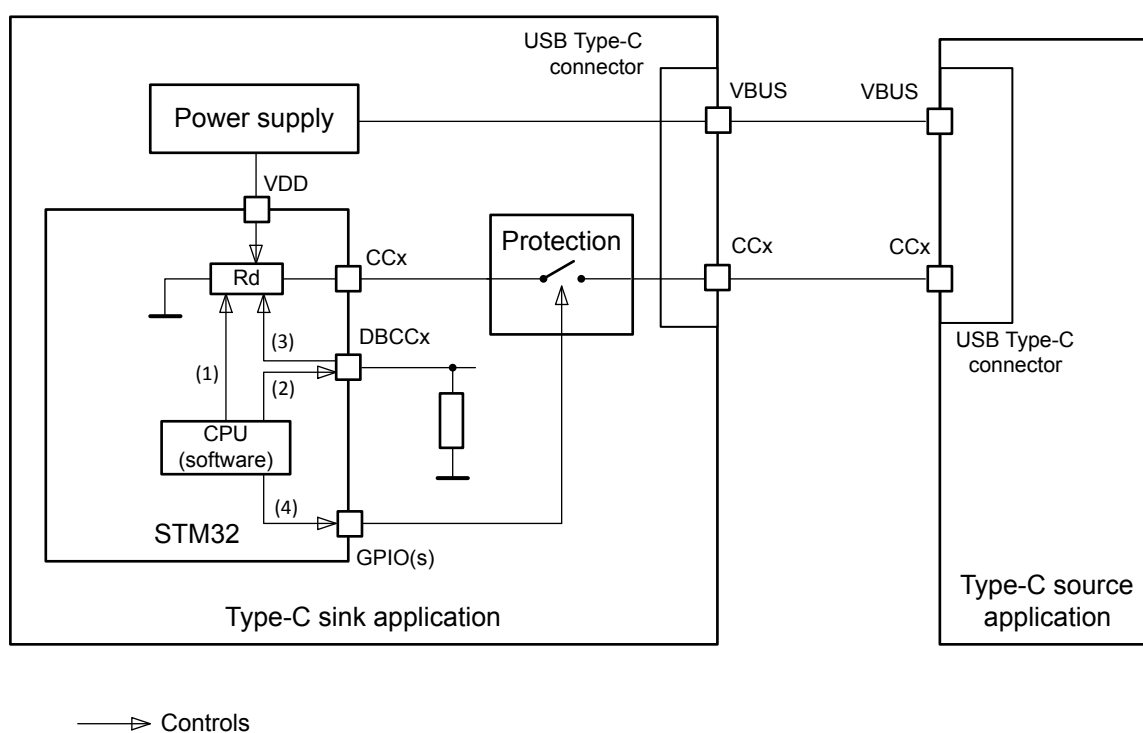 USB Type-C
connector
VBUS
VBUS
Power supply
VDD
Protection
CCx
CCx
CCx
Rd
DBCCx
(3)
(1)
(2)
USB Type-C
connector
CPU
(software)
(4)
STM32
GPIO(s)
Type-C sink application
Type-C source
application
Controls